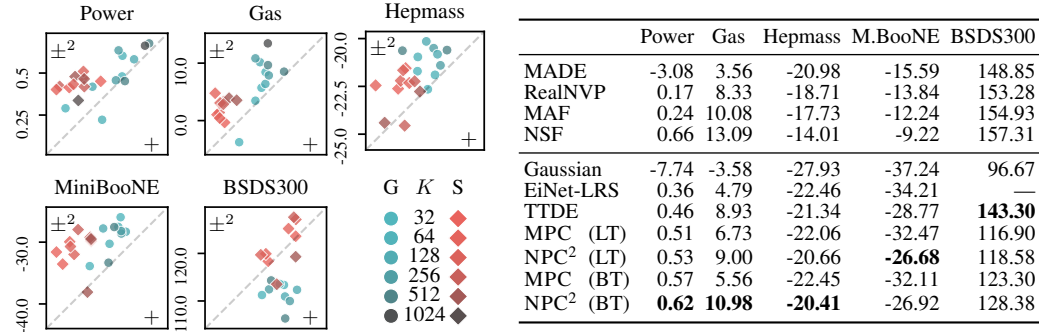 Power Gas Hepmass
±² + 0.5 0.25
±² + 10.0 0.0
±² + -20.0 -22.5 -25.0
MiniBooNE BSDS300
±² + -30.0 -40.0
±² + 120.0 110.0
G K S
32
64
128
256
512
1024
Power Gas Hepmass M.BooNE BSDS300
MADE -3.08 3.56 -20.98 -15.59 148.85
RealNVP 0.17 8.33 -18.71 -13.84 153.28
MAF 0.24 10.08 -17.73 -12.24 154.93
NSF 0.66 13.09 -14.01 -9.22 157.31
Gaussian -7.74 -3.58 -27.93 -37.24 96.67
EiNet-LRS 0.36 4.79 -22.46 -34.21 —
TTDE 0.46 8.93 -21.34 -28.77 143.30
MPC (LT) 0.51 6.73 -22.06 -32.47 116.90
NPC² (LT) 0.53 9.00 -20.66 -26.68 118.58
MPC (BT) 0.57 5.56 -22.45 -32.11 123.30
NPC² (BT) 0.62 10.98 -20.41 -26.92 128.38